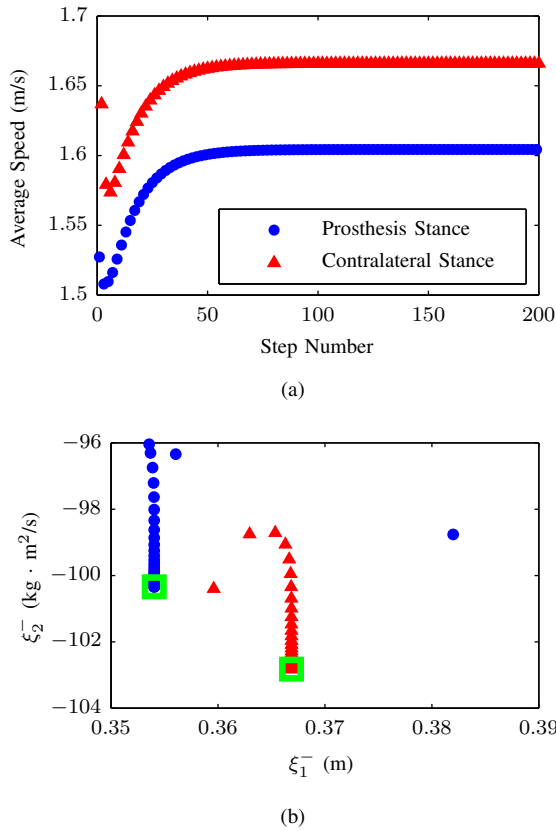 1.7
1.65
1.6
1.55
1.5
Average Speed (m/s)
Prosthesis Stance
Contralateral Stance
0 50 100 150 200
Step Number
(a)
−96
−98
−100
−102
−104
ξ₂⁻ (kg · m²/s)
0.35 0.36 0.37 0.38 0.39
ξ₁⁻ (m)
(b)